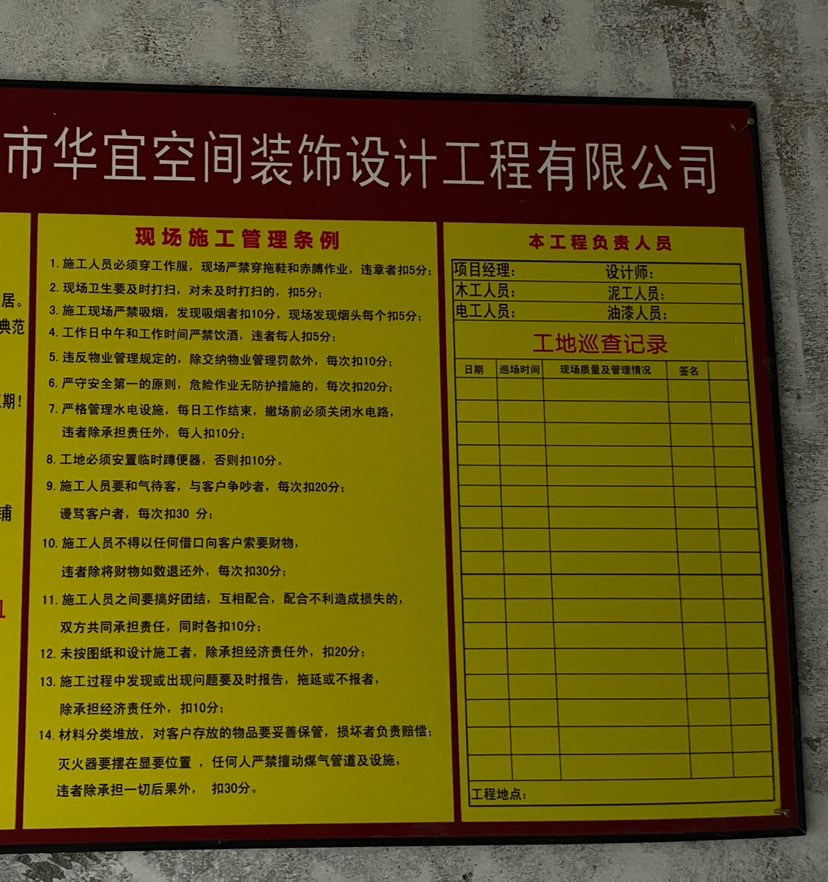 市华宜空间装饰设计工程有限公司
居。
典范
期！
铺
1
现场施工管理条例
1. 施工人员必须穿工作服，现场严禁穿拖鞋和赤膊作业，违章者扣5分；
2. 现场卫生要及时打扫，对未及时打扫的，扣5分；
3. 施工现场严禁吸烟，发现吸烟者扣10分，现场发现烟头每个扣5分；
4. 工作日中午和工作时间严禁饮酒，违者每人扣5分；
5. 违反物业管理规定的，除交纳物业管理罚款外，每次扣10分；
6. 严守安全第一的原则，危险作业无防护措施的，每次扣20分；
7. 严格管理水电设施，每日工作结束，撤场前必须关闭水电路，
违者除承担责任外，每人扣10分；
8. 工地必须安置临时蹲便器，否则扣10分。
9. 施工人员要和气待客，与客户争吵者，每次扣20分；
谩骂客户者，每次扣30 分；
10. 施工人员不得以任何借口向客户索要财物，
违者除将财物如数退还外，每次扣30分；
11. 施工人员之间要搞好团结，互相配合，配合不利造成损失的，
双方共同承担责任，同时各扣10分；
12. 未按图纸和设计施工者，除承担经济责任外，扣20分；
13. 施工过程中发现或出现问题要及时报告，拖延或不报者，
除承担经济责任外，扣10分；
14. 材料分类堆放，对客户存放的物品要妥善保管，损坏者负责赔偿；
灭火器要摆在显要位置 ，任何人严禁擅动煤气管道及设施，
违者除承担一切后果外， 扣30分。
本工程负责人员
项目经理： 设计师：
木工人员： 泥工人员：
电工人员： 油漆人员：
工地巡查记录
日期 巡场时间 现场质量及管理情况 签名
工程地点：